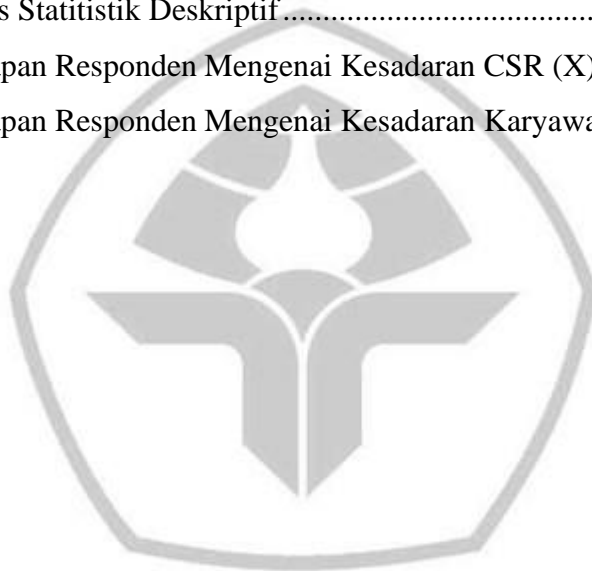 s Statitistik Deskriptif.......................................
pan Responden Mengenai Kesadaran CSR (X)
pan Responden Mengenai Kesadaran Karyawa